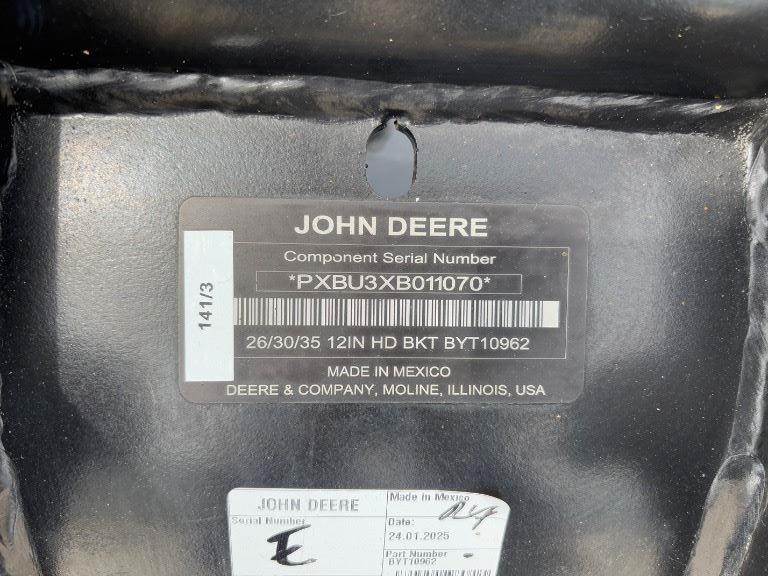 JOHN DEERE
Component Serial Number
*PXBU3XB011070*
141/3
26/30/35 12IN HD BKT BYT10962
MADE IN MEXICO
DEERE & COMPANY, MOLINE, ILLINOIS, USA
JOHN DEERE
Made in Mexico
Serial Number
E
Date:
24.01.2025
Part Number
BYT10962